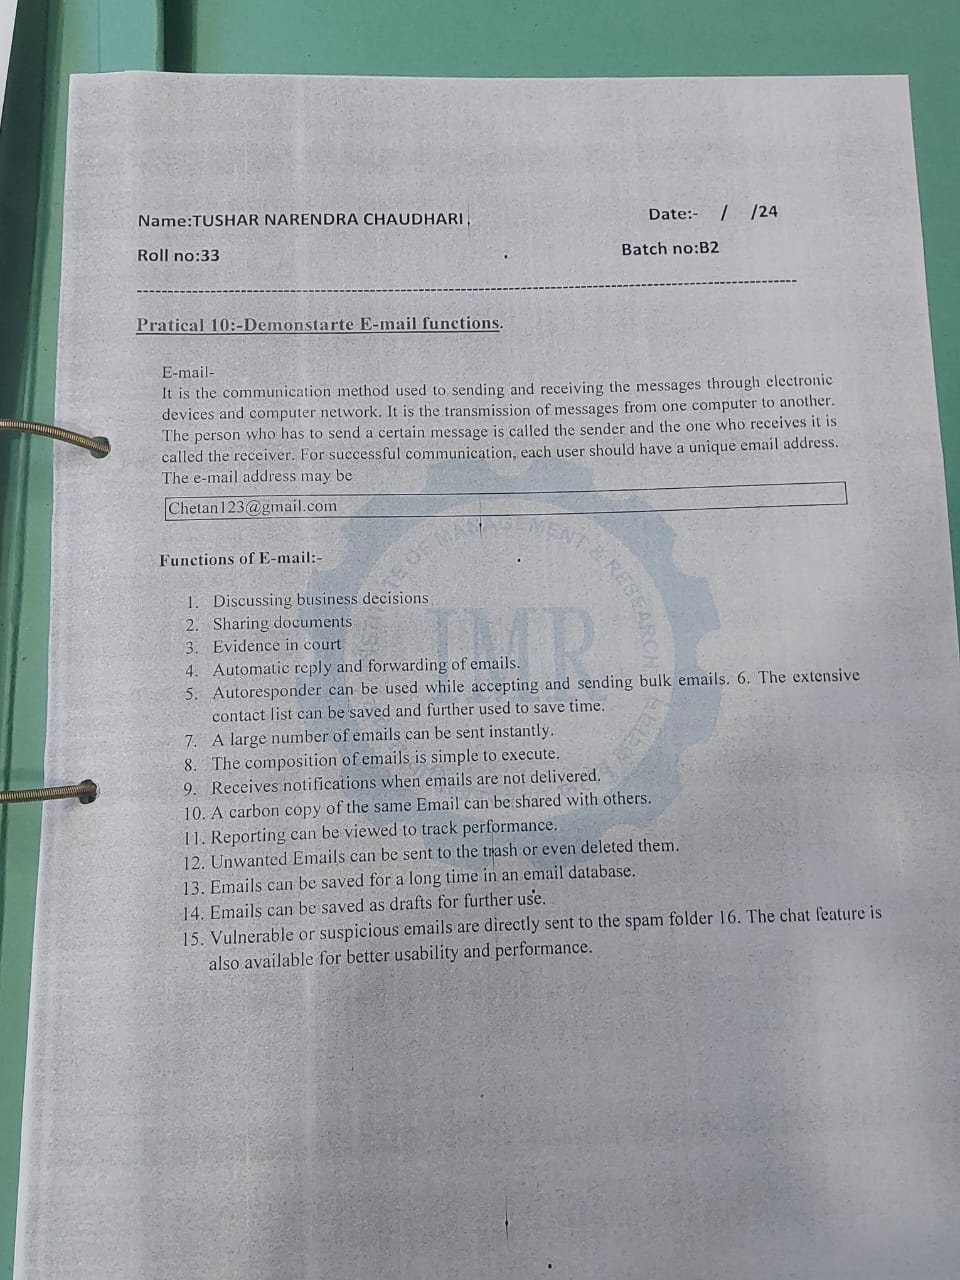 Name:TUSHAR NARENDRA CHAUDHARI Date:- / /24
Roll no:33 Batch no:B2
Pratical 10:-Demonstarte E-mail functions.
E-mail-
It is the communication method used to sending and receiving the messages through electronic
devices and computer network. It is the transmission of messages from one computer to another.
The person who has to send a certain message is called the sender and the one who receives it is
called the receiver. For successful communication, each user should have a unique email address.
The e-mail address may be
Chetan123@gmail.com
Functions of E-mail:-
1. Discussing business decisions
2. Sharing documents
3. Evidence in court
4. Automatic reply and forwarding of emails.
5. Autoresponder can be used while accepting and sending bulk emails. 6. The extensive
contact list can be saved and further used to save time.
7. A large number of emails can be sent instantly.
8. The composition of emails is simple to execute.
9. Receives notifications when emails are not delivered.
10. A carbon copy of the same Email can be shared with others.
11. Reporting can be viewed to track performance.
12. Unwanted Emails can be sent to the trash or even deleted them.
13. Emails can be saved for a long time in an email database.
14. Emails can be saved as drafts for further use.
15. Vulnerable or suspicious emails are directly sent to the spam folder 16. The chat feature is
also available for better usability and performance.
OF MANAGEMENT & RESEARCH
IMR